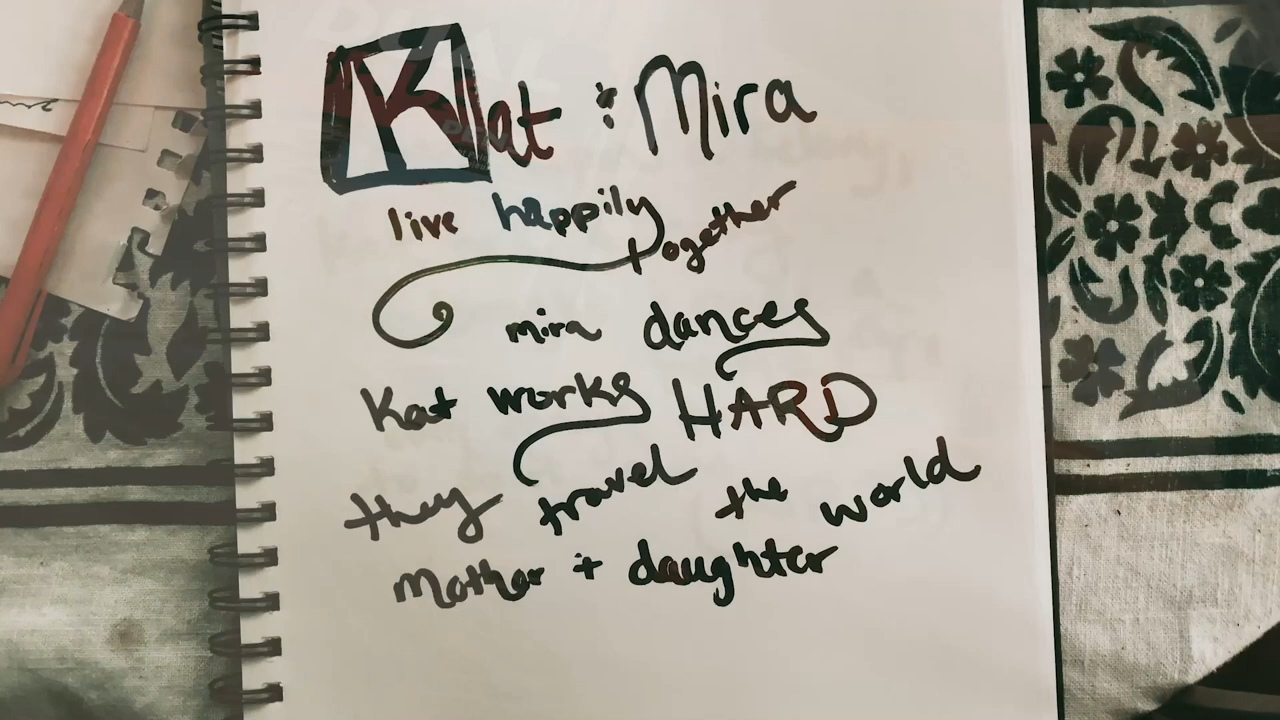 Kat & Mira
live happily together
mira dances
Kat works HARD
they travel the world
Mother + daughter